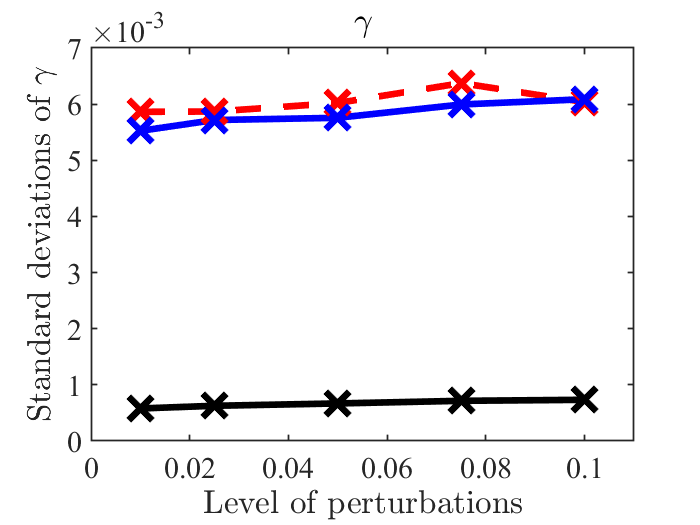 γ
×10-3
7
6
5
4
3
2
1
0
Standard deviations of γ
0 0.02 0.04 0.06 0.08 0.1
Level of perturbations